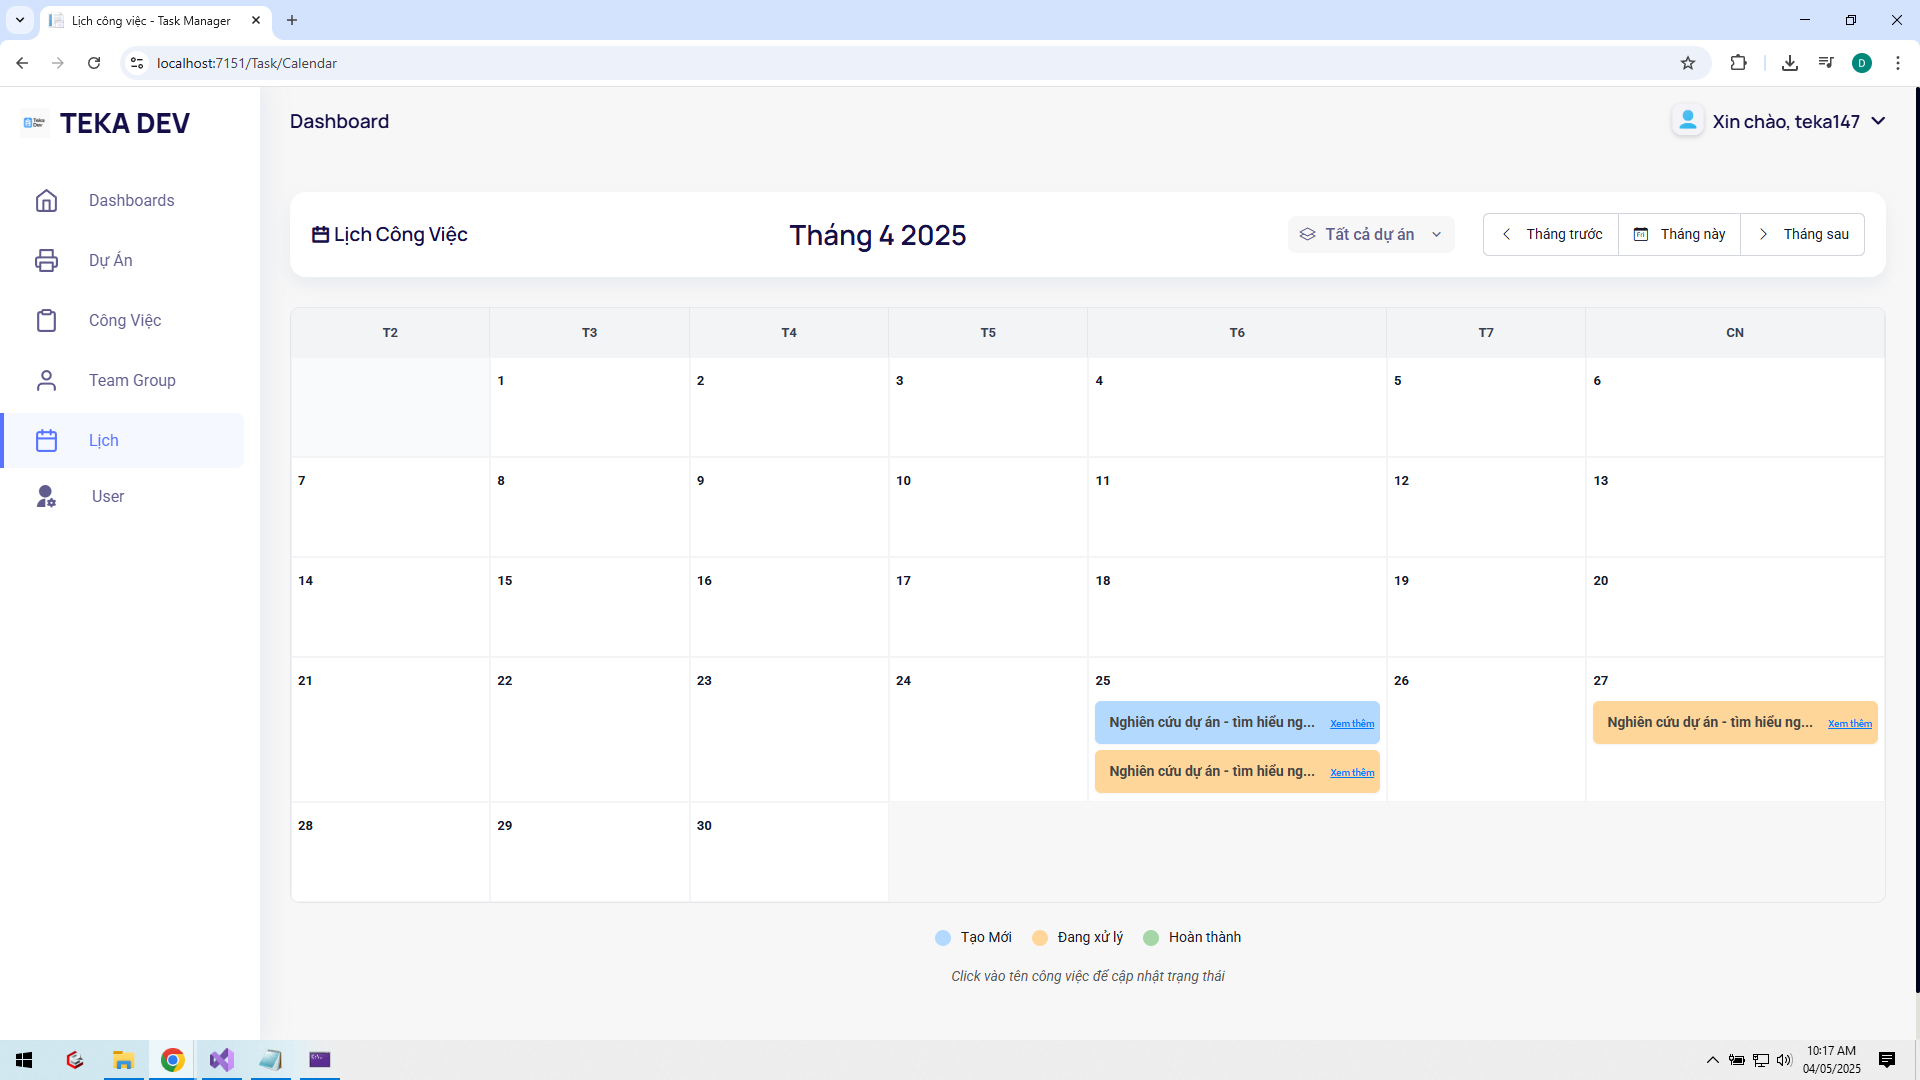 Lịch công việc - Task Manager
localhost:7151/Task/Calendar
D
Teka Dev
TEKA DEV
Dashboard
Xin chào, teka147
Dashboards
Dự Án
Công Việc
Team Group
Lịch
User
Lịch Công Việc
Tháng 4 2025
Tất cả dự án
Tháng trước
Fri
Tháng này
Tháng sau
T2 T3 T4 T5 T6 T7 CN
1 2 3 4 5 6
7 8 9 10 11 12 13
14 15 16 17 18 19 20
21 22 23 24 25 26 27
Nghiên cứu dự án - tìm hiểu ng... Xem thêm
Nghiên cứu dự án - tìm hiểu ng... Xem thêm
Nghiên cứu dự án - tìm hiểu ng... Xem thêm
28 29 30
Tạo Mới Đang xử lý Hoàn thành
Click vào tên công việc để cập nhật trạng thái
10:17 AM
04/05/2025